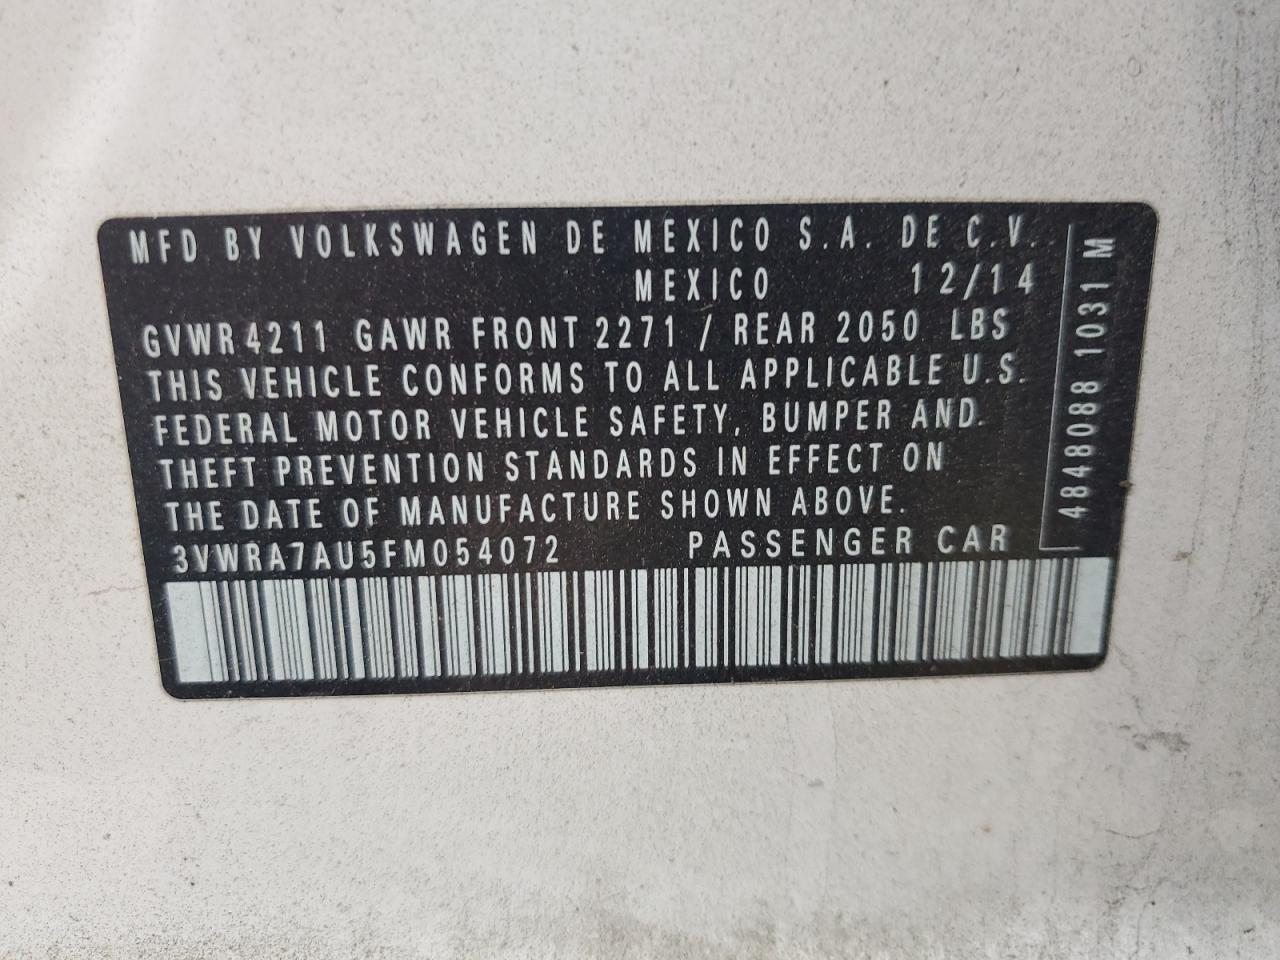 MFD BY VOLKSWAGEN DE MEXICO S.A. DE C.V.
MEXICO 12/14
GVWR 4211 GAWR FRONT 2271 / REAR 2050 LBS
THIS VEHICLE CONFORMS TO ALL APPLICABLE U.S.
FEDERAL MOTOR VEHICLE SAFETY, BUMPER AND
THEFT PREVENTION STANDARDS IN EFFECT ON
THE DATE OF MANUFACTURE SHOWN ABOVE.
3VWRA7AU5FM054072 PASSENGER CAR
4848088 1031 M